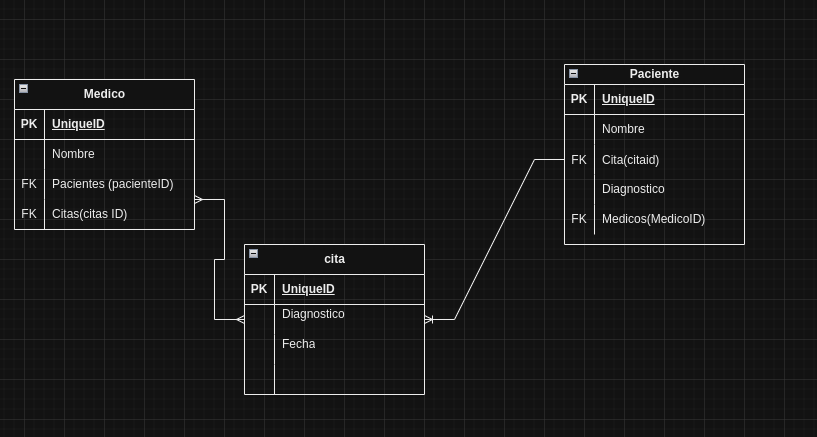 Medico
PK UniqueID
Nombre
FK Pacientes (pacienteID)
FK Citas(citas ID)
cita
PK UniqueID
Diagnostico
Fecha
Paciente
PK UniqueID
Nombre
FK Cita(citaid)
Diagnostico
FK Medicos(MedicoID)